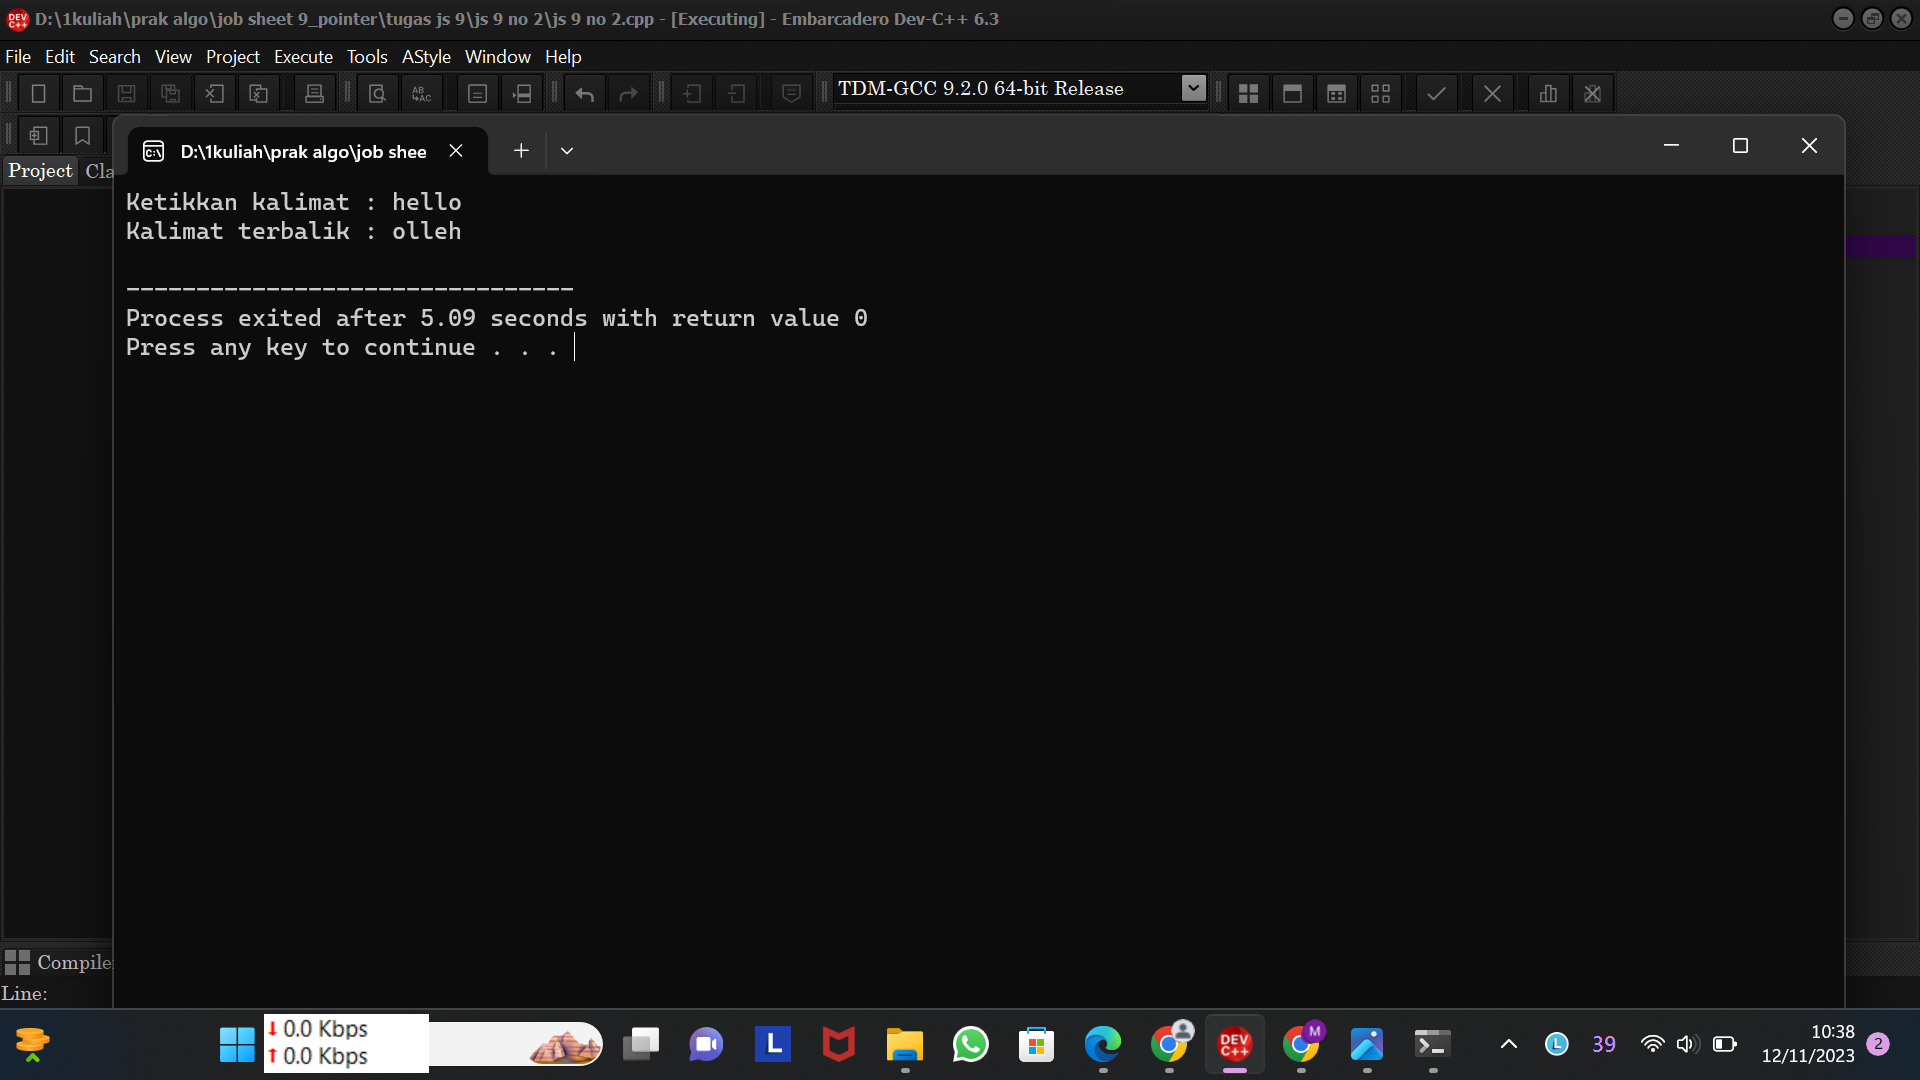 D:\1kuliah\prak algo\job sheet 9_pointer\tugas js 9\js 9 no 2\js 9 no 2.cpp - [Executing] - Embarcadero Dev-C++ 6.3
File Edit Search View Project Execute Tools AStyle Window Help
TDM-GCC 9.2.0 64-bit Release
D:\1kuliah\prak algo\job shee
Project Cla
Ketikkan kalimat : hello
Kalimat terbalik : olleh
--------------------------------
Process exited after 5.09 seconds with return value 0
Press any key to continue . . .
Compile
Line:
0.0 Kbps
0.0 Kbps
L
DEV C++
M
L
39
10:38
12/11/2023
2